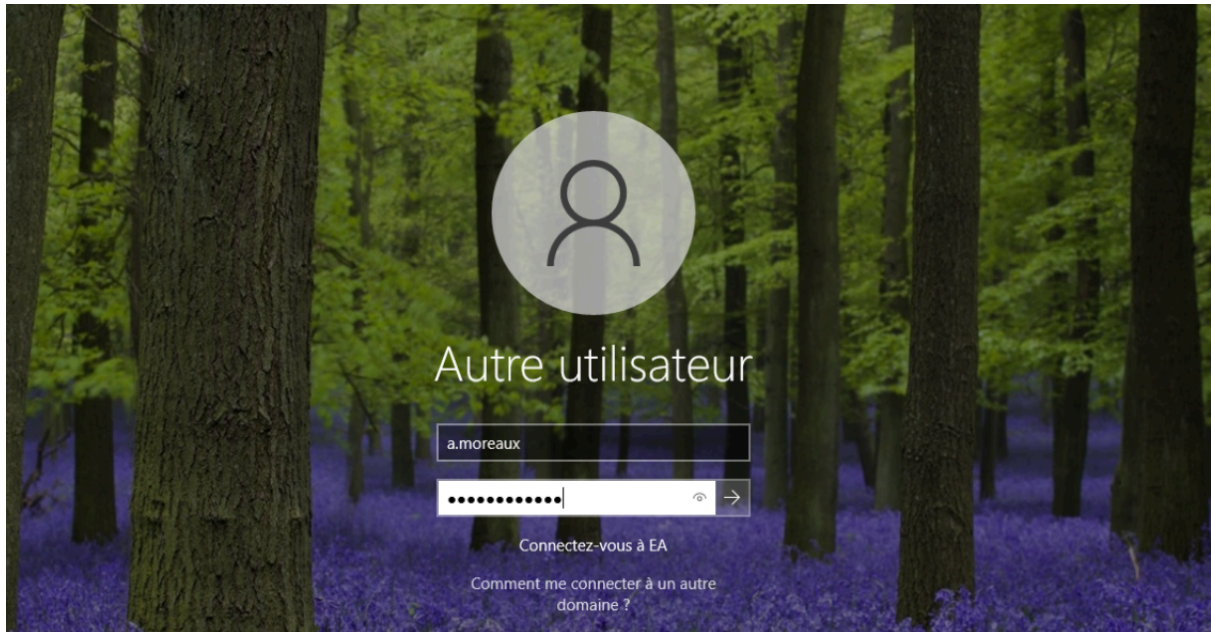 Autre utilisateur
a.moreaux
••••••••••••
Connectez-vous à EA
Comment me connecter à un autre
domaine ?